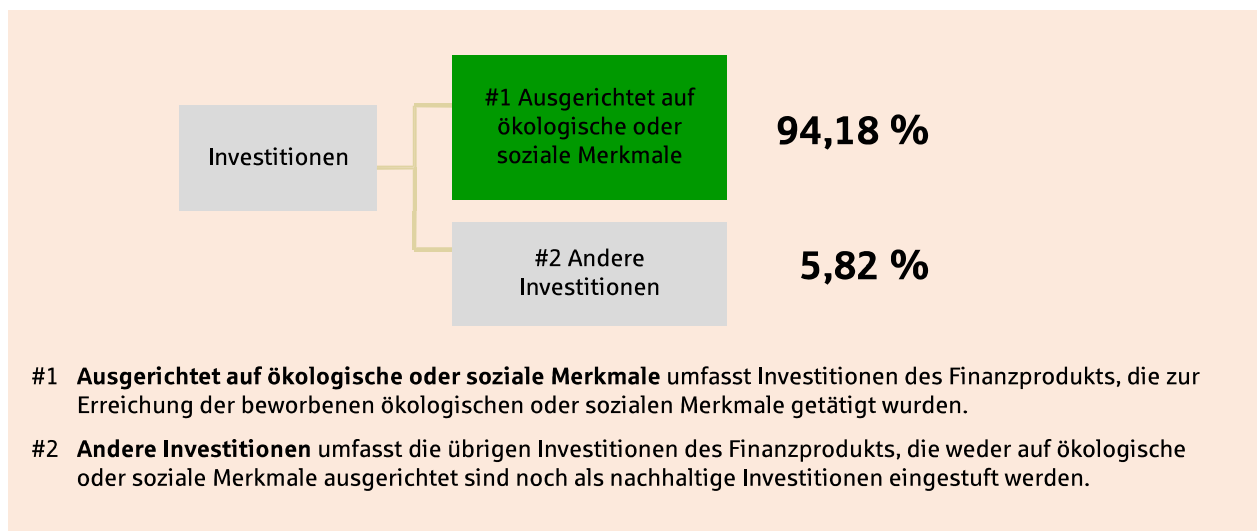 Investitionen
#1 Ausgerichtet auf
ökologische oder
soziale Merkmale
94,18 %
#2 Andere
Investitionen
5,82 %
#1 Ausgerichtet auf ökologische oder soziale Merkmale umfasst Investitionen des Finanzprodukts, die zur
Erreichung der beworbenen ökologischen oder sozialen Merkmale getätigt wurden.
#2 Andere Investitionen umfasst die übrigen Investitionen des Finanzprodukts, die weder auf ökologische
oder soziale Merkmale ausgerichtet sind noch als nachhaltige Investitionen eingestuft werden.